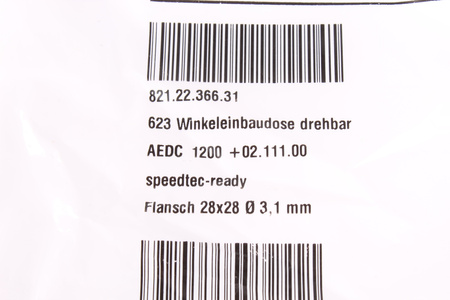 821.22.366.31
623 Winkeleinbaudose drehbar
AEDC 1200 +02.111.00
speedtec-ready
Flansch 28x28 Ø 3,1 mm